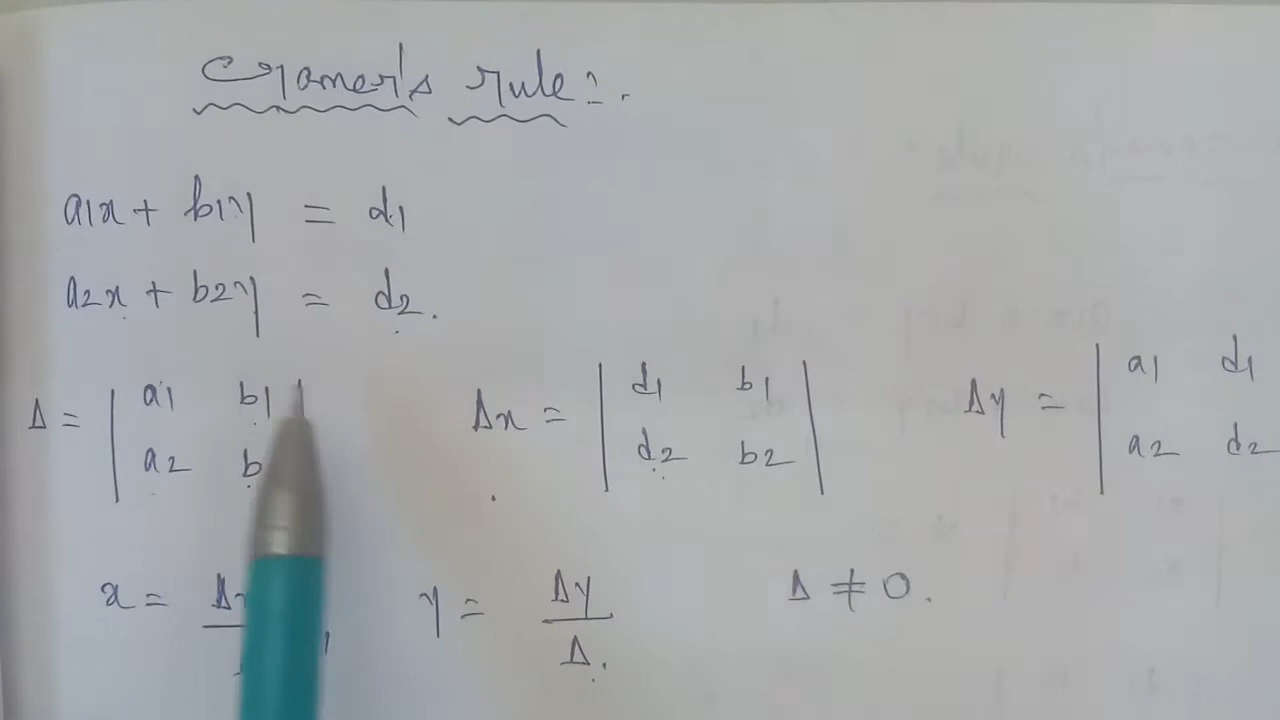 Cramer's rule:.
a1x + b1y = d1
a2x + b2y = d2.
Δ = | a1 b1 |
| a2 b
Δx = | d1 b1 |
| d2 b2 |
Δy = | a1 d1
| a2 d2
x = Δ , y = Δy / Δ. Δ ≠ 0.